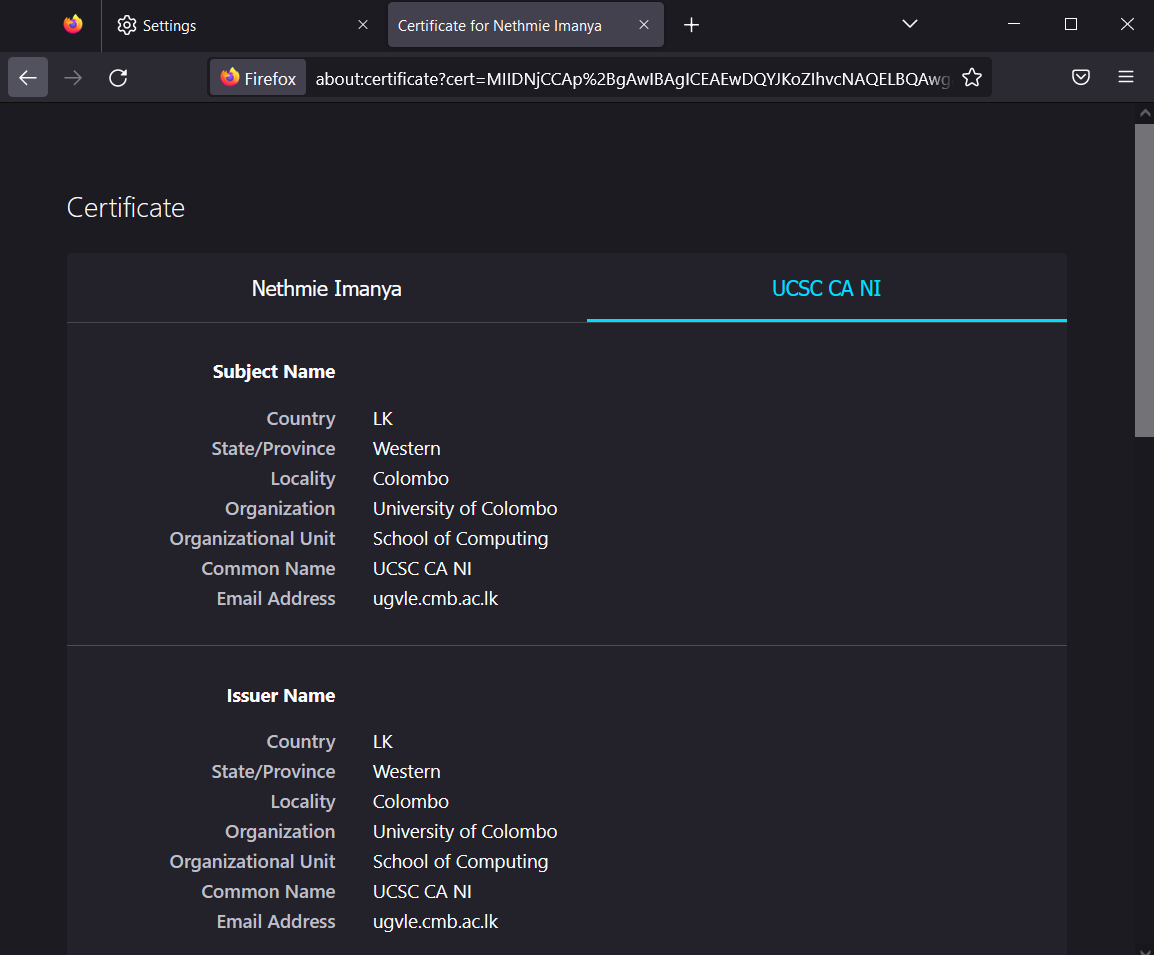 Settings
Certificate for Nethmie Imanya
Firefox about:certificate?cert=MIIDNjCCAp%2BgAwIBAgICEAEwDQYJKoZIhvcNAQELBQAwg
Certificate
Nethmie Imanya UCSC CA NI
Subject Name
Country LK
State/Province Western
Locality Colombo
Organization University of Colombo
Organizational Unit School of Computing
Common Name UCSC CA NI
Email Address ugvle.cmb.ac.lk
Issuer Name
Country LK
State/Province Western
Locality Colombo
Organization University of Colombo
Organizational Unit School of Computing
Common Name UCSC CA NI
Email Address ugvle.cmb.ac.lk